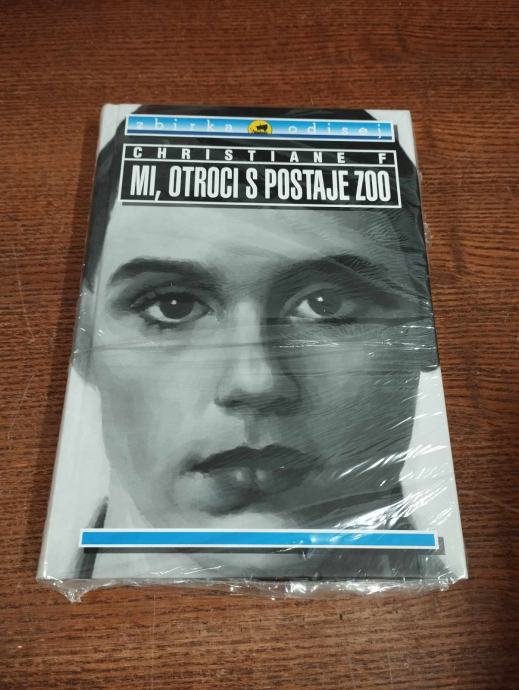 zbirka odisej
CHRISTIANE F
MI, OTROCI S POSTAJE ZOO